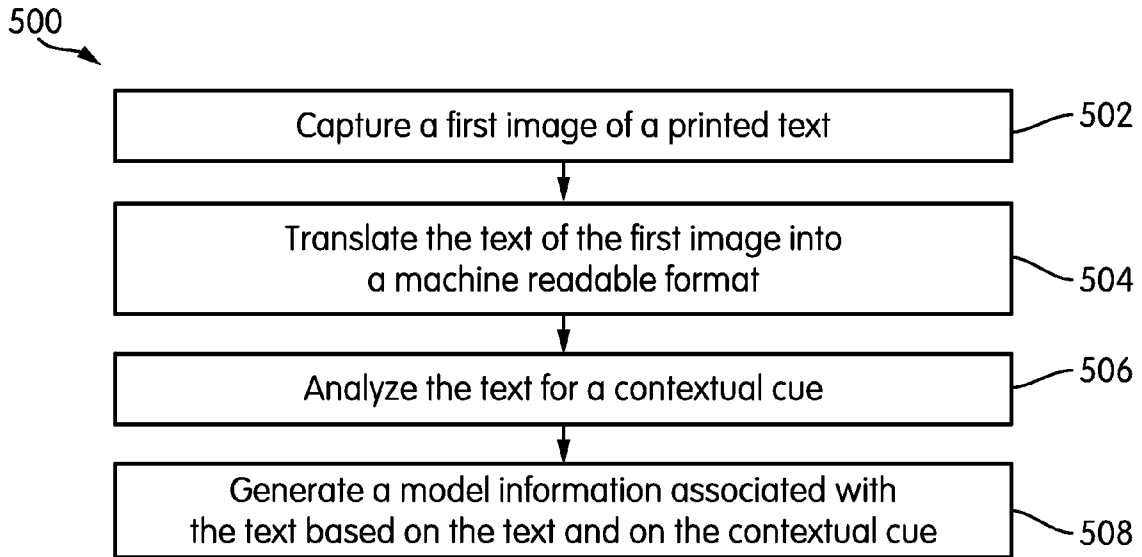 500
Capture a first image of a printed text
502
Translate the text of the first image into
a machine readable format
504
Analyze the text for a contextual cue
506
Generate a model information associated with
the text based on the text and on the contextual cue
508